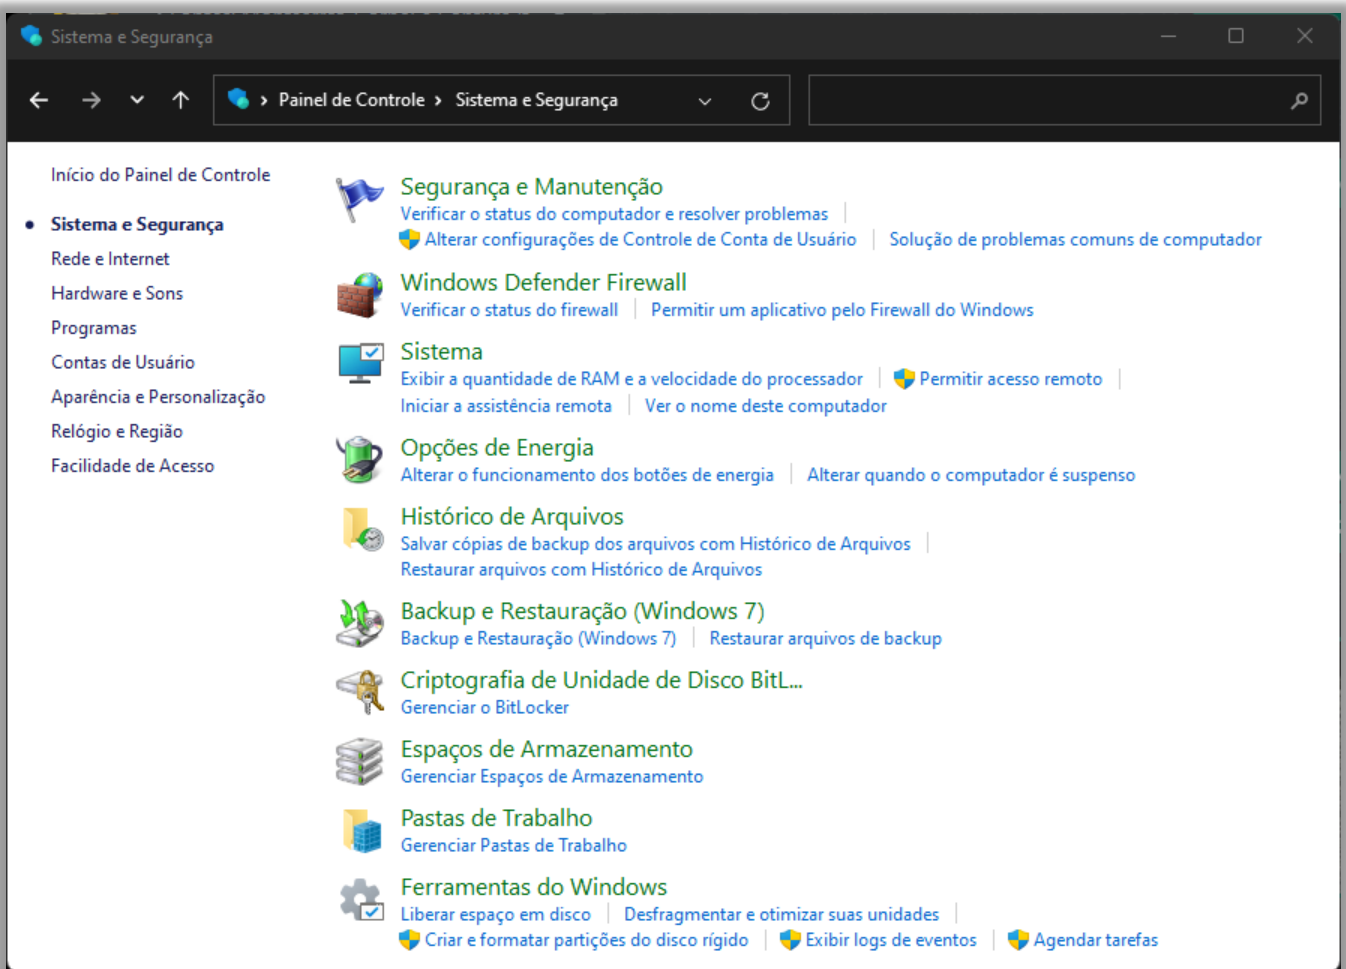 Sistema e Segurança
Painel de Controle Sistema e Segurança
Início do Painel de Controle
Sistema e Segurança
Rede e Internet
Hardware e Sons
Programas
Contas de Usuário
Aparência e Personalização
Relógio e Região
Facilidade de Acesso
Segurança e Manutenção
Verificar o status do computador e resolver problemas
Alterar configurações de Controle de Conta de Usuário Solução de problemas comuns de computador
Windows Defender Firewall
Verificar o status do firewall Permitir um aplicativo pelo Firewall do Windows
Sistema
Exibir a quantidade de RAM e a velocidade do processador Permitir acesso remoto
Iniciar a assistência remota Ver o nome deste computador
Opções de Energia
Alterar o funcionamento dos botões de energia Alterar quando o computador é suspenso
Histórico de Arquivos
Salvar cópias de backup dos arquivos com Histórico de Arquivos
Restaurar arquivos com Histórico de Arquivos
Backup e Restauração (Windows 7)
Backup e Restauração (Windows 7) Restaurar arquivos de backup
Criptografia de Unidade de Disco BitL...
Gerenciar o BitLocker
Espaços de Armazenamento
Gerenciar Espaços de Armazenamento
Pastas de Trabalho
Gerenciar Pastas de Trabalho
Ferramentas do Windows
Liberar espaço em disco Desfragmentar e otimizar suas unidades
Criar e formatar partições do disco rígido Exibir logs de eventos Agendar tarefas